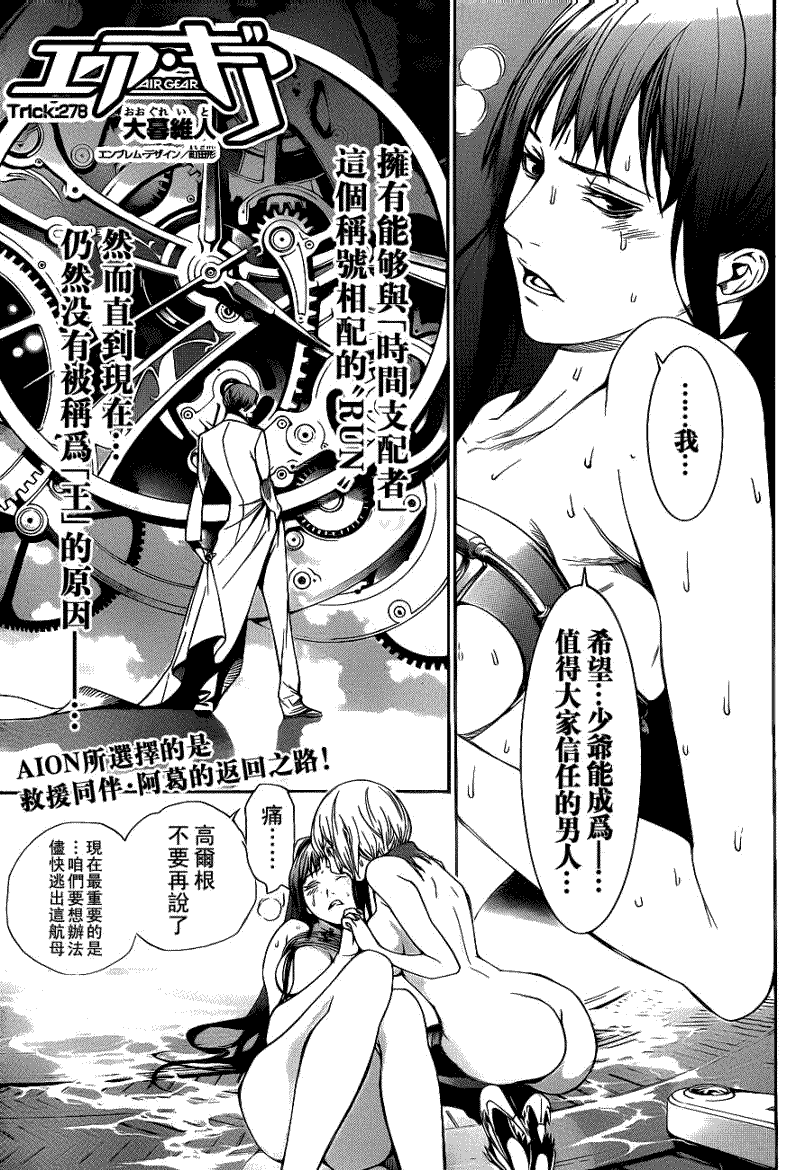 ……我…
希望…少爺能成爲——…
值得大家信任的男人…
エア・ギア
AIR GEAR
Trick:278
おおぐれ いと
大暮維人
エンブレム・デザイン／町田彤
擁有能够與「時間支配者」
這個稱號相配的〝RUN〟
然而直到現在…
仍然没有被稱爲「王」的原因——…
AION所選擇的是
救援同伴·阿葛的返回之路！
痛……
高爾根
不要再說了
現在最重要的是
…咱們要想辦法
儘快逃出這航母